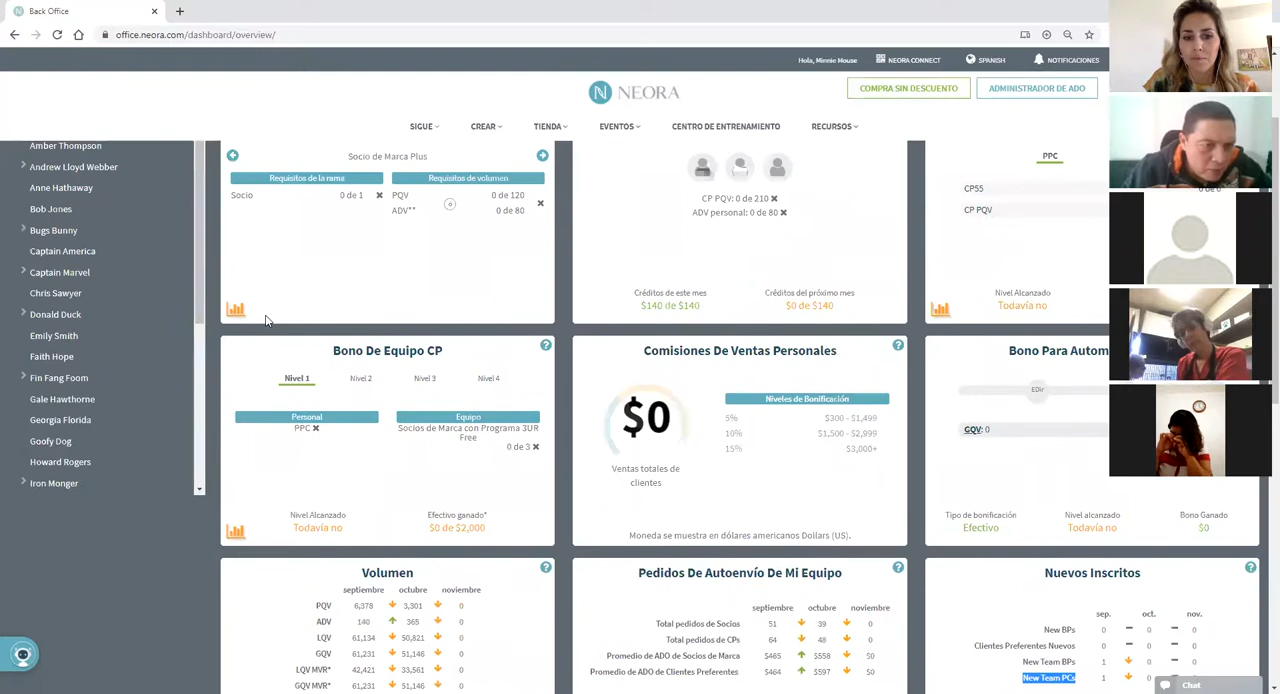 Back Office
office.neora.com/dashboard/overview/
Hola, Minnie Mouse
NEORA CONNECT
SPANISH
NOTIFICACIONES
N NEORA
COMPRA SIN DESCUENTO
ADMINISTRADOR DE ADO
SIGUE
CREAR
TIENDA
EVENTOS
CENTRO DE ENTRENAMIENTO
RECURSOS
Amber Thompson
Andrew Lloyd Webber
Anne Hathaway
Bob Jones
Bugs Bunny
Captain America
Captain Marvel
Chris Sawyer
Donald Duck
Emily Smith
Faith Hope
Fin Fang Foom
Gale Hawthorne
Georgia Florida
Goofy Dog
Howard Rogers
Iron Monger
Socio de Marca Plus
Requisitos de la rama
Requisitos de volumen
Socio 0 de 1
PQV 0 de 120
ADV** 0 de 80
CP PQV: 0 de 210
ADV personal: 0 de 80
Créditos de este mes
$140 de $140
Créditos del próximo mes
$0 de $140
PPC
CP55
CP PQV
Nivel Alcanzado
Todavía no
Bono De Equipo CP
Nivel 1 Nivel 2 Nivel 3 Nivel 4
Personal
PPC
Equipo
Socios de Marca con Programa 3UR
Free
0 de 3
Nivel Alcanzado
Todavía no
Efectivo ganado*
$0 de $2,000
Comisiones De Ventas Personales
$0
Ventas totales de
clientes
Niveles de Bonificación
5% $300 - $1,499
10% $1,500 - $2,999
15% $3,000+
Moneda se muestra en dólares americanos Dollars (US).
Bono Para Autom
EDir
GQV: 0
Tipo de bonificación
Efectivo
Nivel alcanzado
Todavía no
Bono Ganado
$0
Volumen
septiembre octubre noviembre
PQV 6,378 3,301 0
ADV 140 365 0
LQV 61,134 50,821 0
GQV 61,231 51,146 0
LQV MVR* 42,421 33,561 0
GQV MVR* 61,231 51,146 0
Pedidos De Autoenvío De Mi Equipo
septiembre octubre noviembre
Total pedidos de Socios 51 39 0
Total pedidos de CPs 64 48 0
Promedio de ADO de Socios de Marca $465 $558 $0
Promedio de ADO de Clientes Preferentes $464 $597 $0
Nuevos Inscritos
sep. oct. nov.
New BPs 0 0 0
Clientes Preferentes Nuevos 0 0 0
New Team BPs 1 0 0
New Team PCs 1 0 0
Chat